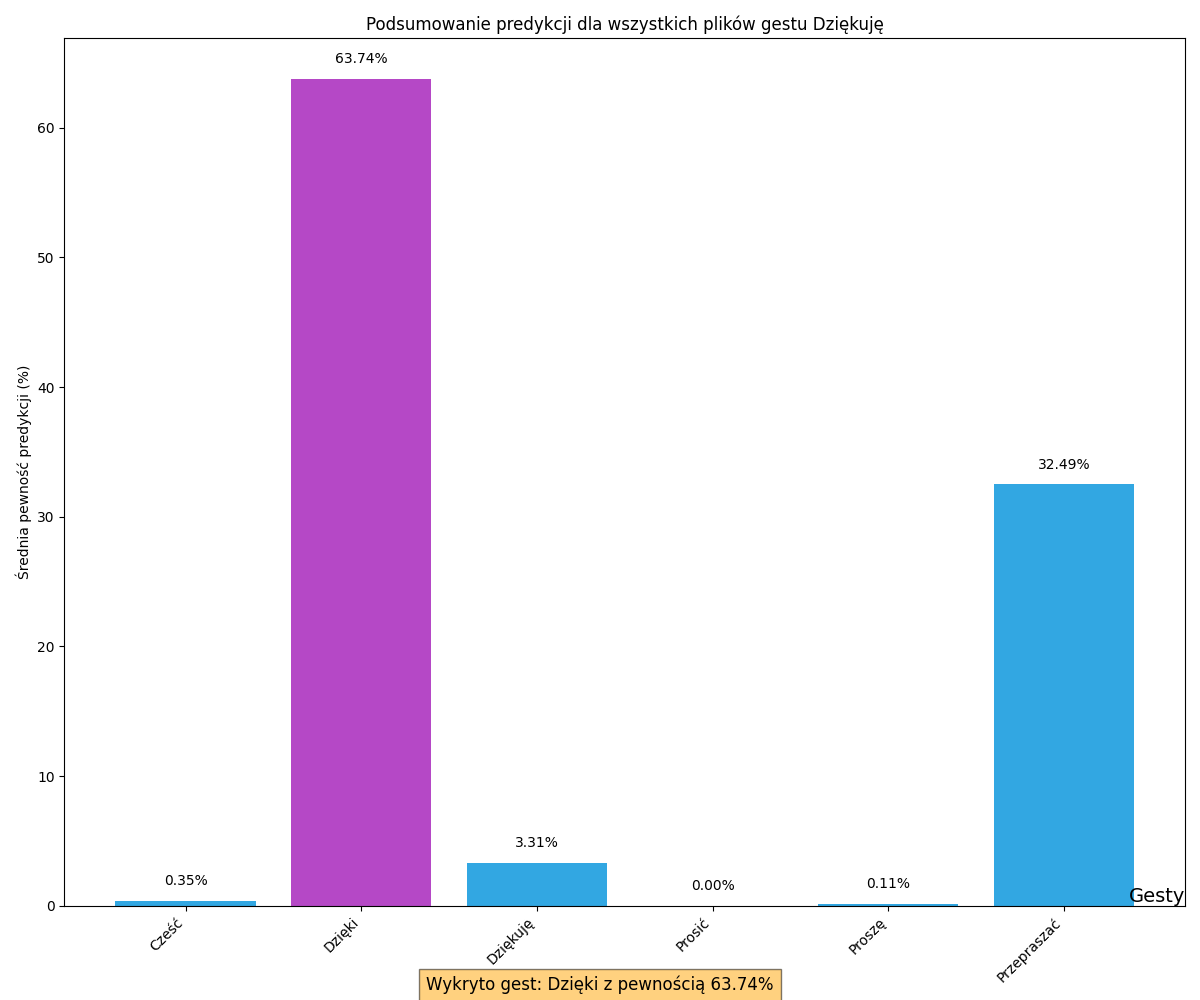 Podsumowanie predykcji dla wszystkich plików gestu Dziękuję
Średnia pewność predykcji (%)
60
50
40
30
20
10
0
0.35%
63.74%
3.31%
0.00%
0.11%
32.49%
Cześć
Dzięki
Dziękuję
Prosić
Proszę
Przepraszać
Gesty
Wykryto gest: Dzięki z pewnością 63.74%